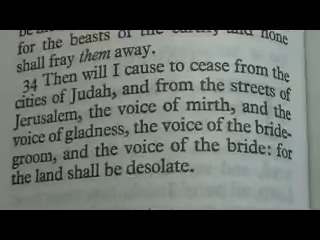 for the beasts of the earth, and none
shall fray them away.
34 Then will I cause to cease from the
cities of Judah, and from the streets of
Jerusalem, the voice of mirth, and the
voice of gladness, the voice of the bride-
groom, and the voice of the bride: for
the land shall be desolate.